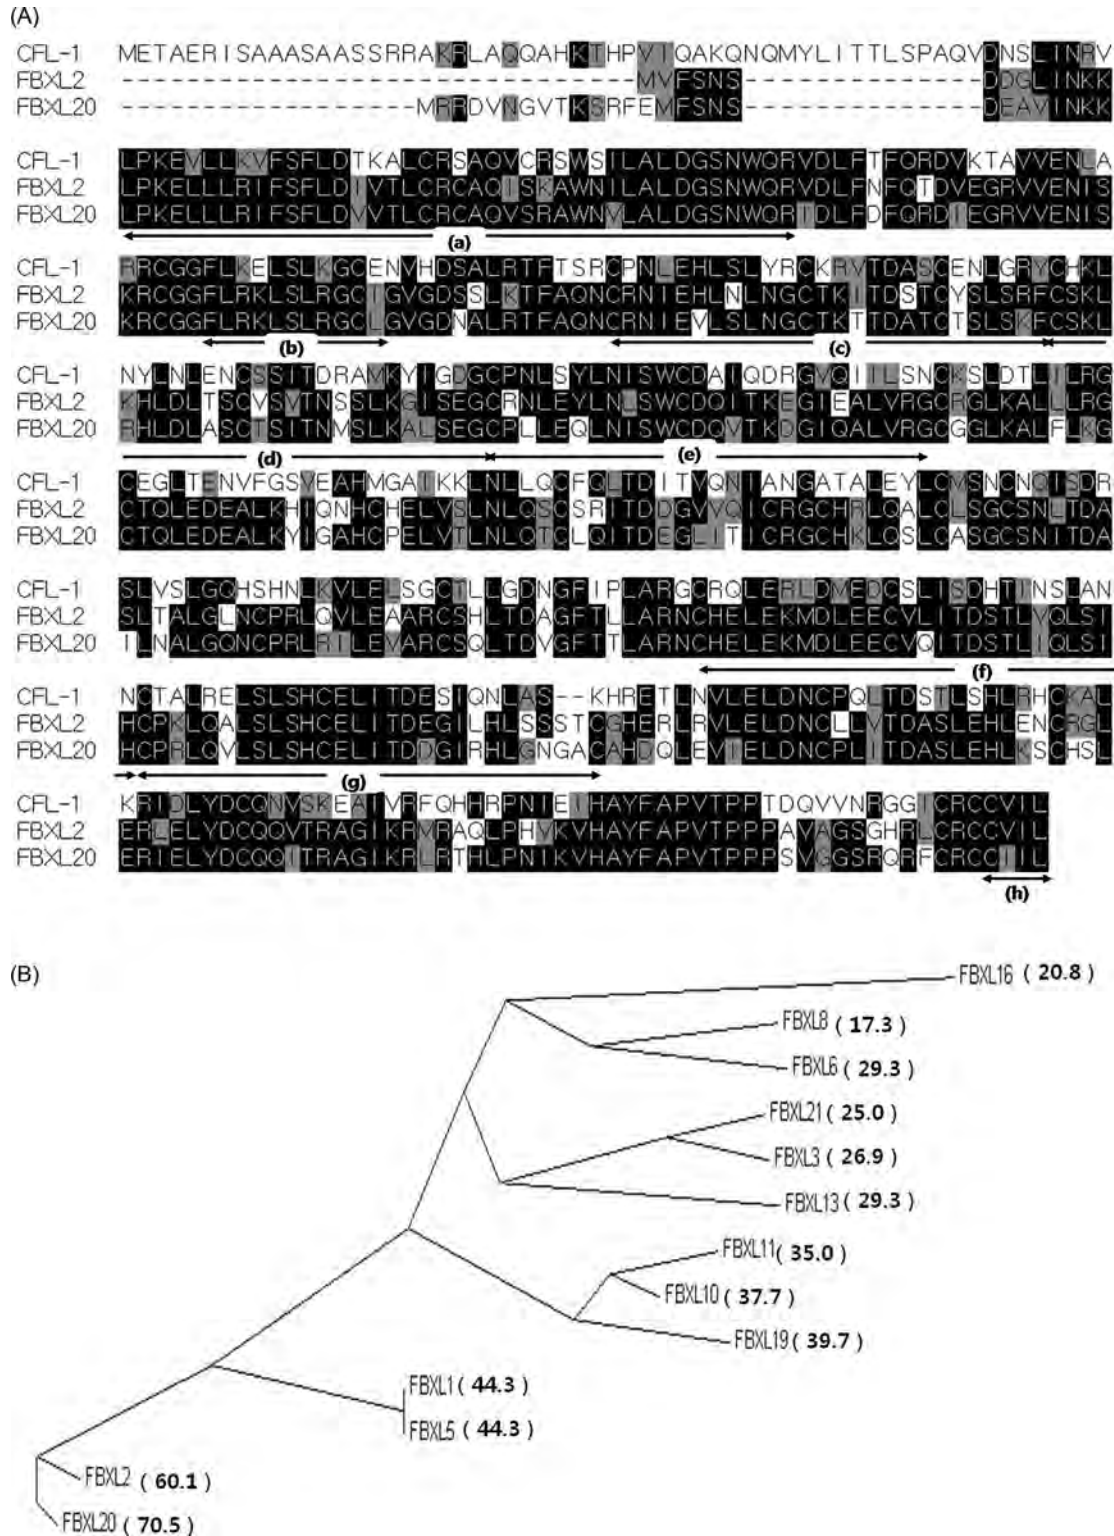 (A)
CFL-1 METAERISAAASAASSRRAKRLAQQAHKTHPVIQAKQNQMYLITTLSPAQVDNSLINRV
FBXL2 -------------------------------MVFSNS---------------DDGLINKK
FBXL20 ------------------MRRDVNGVTKSRFEMFSNS---------------DEAVINKK
CFL-1 LPKEVLLKVFSFLDTKALCRSAQVCRSWSILALDGSNWQRVDLFTFQRDVKTAVVENLA
FBXL2 LPKELLLRIFSFLDIVTLCRCAQISKAWNILALDGSNWQRVDLFNFQTDVEGRVVENIS
FBXL20 LPKELLLRIFSFLDVVTLCRCAQVSRAWNVLALDGSNWQRIDLFDFQRDIEGRVVENIS
(a)
CFL-1 RRCGGFLKELSLKGCENVHDSALRTFTSRCPNLEHLSLYRCKRVTDASCENLGRYCHKL
FBXL2 KRCGGFLRKLSLRGCIGVGDSSLKTFAQNCRNIEHLNLNGCTKITDSTCYSLSRFCSKL
FBXL20 KRCGGFLRKLSLRGCLGVGDNALRTFAQNCRNIEVLSLNGCTKTTDATCTSLSKFCSKL
(b) (c)
CFL-1 NYLNLENCSSITDRAMKYIGDGCPNLSYLNISWCDAIQDRGVQIILSNCKSLDTLILRG
FBXL2 KHLDLTSCVSVTNSSLKGISEGCRNLEYLNLSWCDQITKEGIEALVRGCRGLKALLLRG
FBXL20 RHLDLASCTSITNMSLKALSEGCPLLEQLNISWCDQVTKDGIQALVRGCGGLKALFLKG
(d) (e)
CFL-1 CEGLTENVFGSVEAHMGAIKKLNLLQCFQLTDITVQNIANGATALEYLCMSNCNQISDR
FBXL2 CTQLEDEALKHIQNHCHELVSLNLQSCSRITDDGVVQICRGCHRLQALCLSGCSNLTDA
FBXL20 CTQLEDEALKYIGAHCPELVTLNLQTCLQITDEGLITICRGCHKLQSLCASGCSNITDA
CFL-1 SLVSLGQHSHNLKVLELSGCTLLGDNGFIPLARGCRQLERLDMEDCSLISDHTINSLAN
FBXL2 SLTALGLNCPRLQVLEAARCSHLTDAGFTLLARNCHELEKMDLEECVLITDSTLVQLSI
FBXL20 TLNALGQNCPRLRILEVARCSQLTDVGFTTLARNCHELEKMDLEECVQITDSTLIQLSI
(f)
CFL-1 NCTALRELSLSHCELITDESIQNLAS--KHRETLNVLELDNCPQLTDSTLSHLRHCKAL
FBXL2 HCPKLQALSLSHCELITDEGILHLSSSTCGHERLRVLELDNCLLVTDASLEHLENCRGL
FBXL20 HCPRLQVLSLSHCELITDDGIRHLGNGACAHDQLEVIELDNCPLITDASLEHLKSCHSL
(g)
CFL-1 KRIDLYDCQNVSKEAIVRFQHHRPNIEIHAYFAPVTPPTDQVVNRGGICRCCVIL
FBXL2 ERLELYDCQQVTRAGIKRMRAQLPHVKVHAYFAPVTPPPAVAGSGHRLCRCCVIL
FBXL20 ERIELYDCQQITRAGIKRLRTHLPNIKVHAYFAPVTPPPSVGGSRQRFCRCCIIL
(h)
(B)
FBXL16 ( 20.8 )
FBXL8 ( 17.3 )
FBXL6 ( 29.3 )
FBXL21 ( 25.0 )
FBXL3 ( 26.9 )
FBXL13 ( 29.3 )
FBXL11 ( 35.0 )
FBXL10 ( 37.7 )
FBXL19 ( 39.7 )
FBXL1 ( 44.3 )
FBXL5 ( 44.3 )
FBXL2 ( 60.1 )
FBXL20 ( 70.5 )